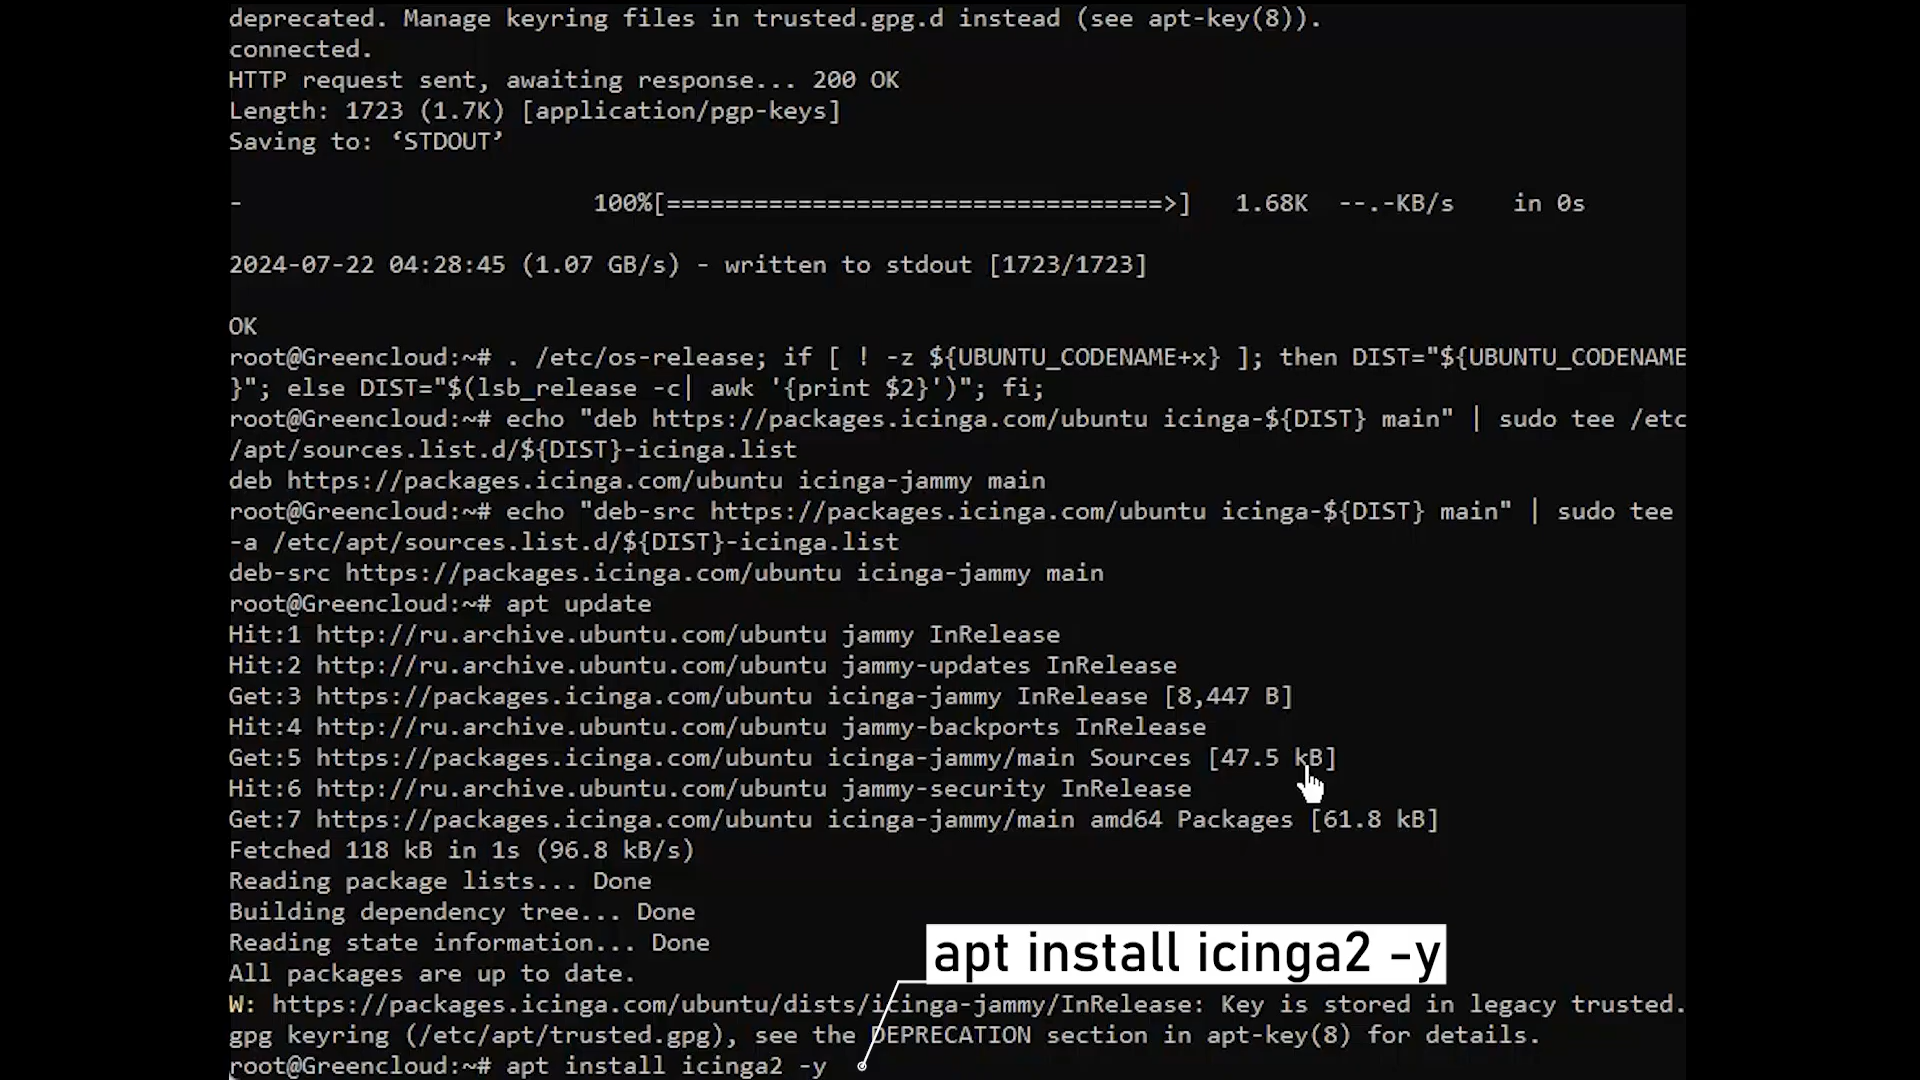 deprecated. Manage keyring files in trusted.gpg.d instead (see apt-key(8)).
connected.
HTTP request sent, awaiting response... 200 OK
Length: 1723 (1.7K) [application/pgp-keys]
Saving to: ‘STDOUT’
-                         100%[==================================>]   1.68K  --.-KB/s    in 0s
2024-07-22 04:28:45 (1.07 GB/s) - written to stdout [1723/1723]
OK
root@Greencloud:~# . /etc/os-release; if [ ! -z ${UBUNTU_CODENAME+x} ]; then DIST="${UBUNTU_CODENAME
}"; else DIST="$(lsb_release -c| awk '{print $2}')"; fi;
root@Greencloud:~# echo "deb https://packages.icinga.com/ubuntu icinga-${DIST} main" | sudo tee /etc
/apt/sources.list.d/${DIST}-icinga.list
deb https://packages.icinga.com/ubuntu icinga-jammy main
root@Greencloud:~# echo "deb-src https://packages.icinga.com/ubuntu icinga-${DIST} main" | sudo tee
-a /etc/apt/sources.list.d/${DIST}-icinga.list
deb-src https://packages.icinga.com/ubuntu icinga-jammy main
root@Greencloud:~# apt update
Hit:1 http://ru.archive.ubuntu.com/ubuntu jammy InRelease
Hit:2 http://ru.archive.ubuntu.com/ubuntu jammy-updates InRelease
Get:3 https://packages.icinga.com/ubuntu icinga-jammy InRelease [8,447 B]
Hit:4 http://ru.archive.ubuntu.com/ubuntu jammy-backports InRelease
Get:5 https://packages.icinga.com/ubuntu icinga-jammy/main Sources [47.5 kB]
Hit:6 http://ru.archive.ubuntu.com/ubuntu jammy-security InRelease
Get:7 https://packages.icinga.com/ubuntu icinga-jammy/main amd64 Packages [61.8 kB]
Fetched 118 kB in 1s (96.8 kB/s)
Reading package lists... Done
Building dependency tree... Done
Reading state information... Done
apt install icinga2 -y
All packages are up to date.
W: https://packages.icinga.com/ubuntu/dists/icinga-jammy/InRelease: Key is stored in legacy trusted.
gpg keyring (/etc/apt/trusted.gpg), see the DEPRECATION section in apt-key(8) for details.
root@Greencloud:~# apt install icinga2 -y